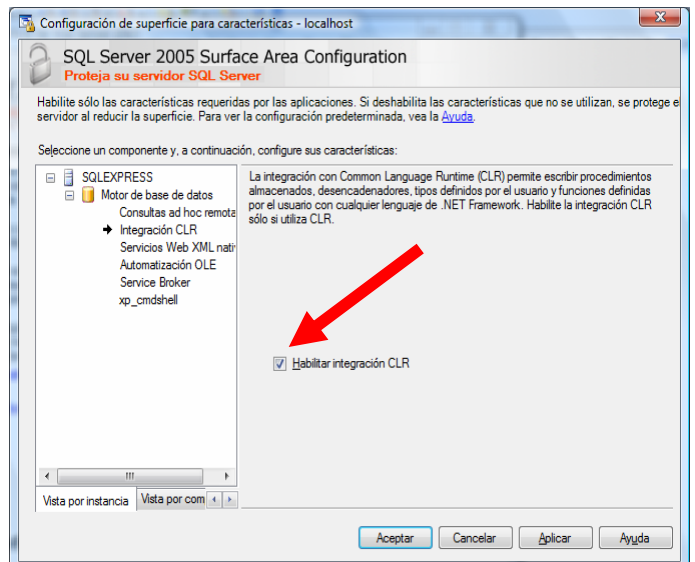 Configuración de superficie para características - localhost
SQL Server 2005 Surface Area Configuration
Proteja su servidor SQL Server
Habilite sólo las características requeridas por las aplicaciones. Si deshabilita las características que no se utilizan, se protege e
servidor al reducir la superficie. Para ver la configuración predeterminada, vea la Ayuda.
Seleccione un componente y, a continuación, configure sus características:
SQLEXPRESS
Motor de base de datos
Consultas ad hoc remota
Integración CLR
Servicios Web XML nati
Automatización OLE
Service Broker
xp_cmdshell
La integración con Common Language Runtime (CLR) permite escribir procedimientos
almacenados, desencadenadores, tipos definidos por el usuario y funciones definidas
por el usuario con cualquier lenguaje de .NET Framework. Habilite la integración CLR
sólo si utiliza CLR.
Habilitar integración CLR
Vista por instancia
Vista por com
Aceptar
Cancelar
Aplicar
Ayuda